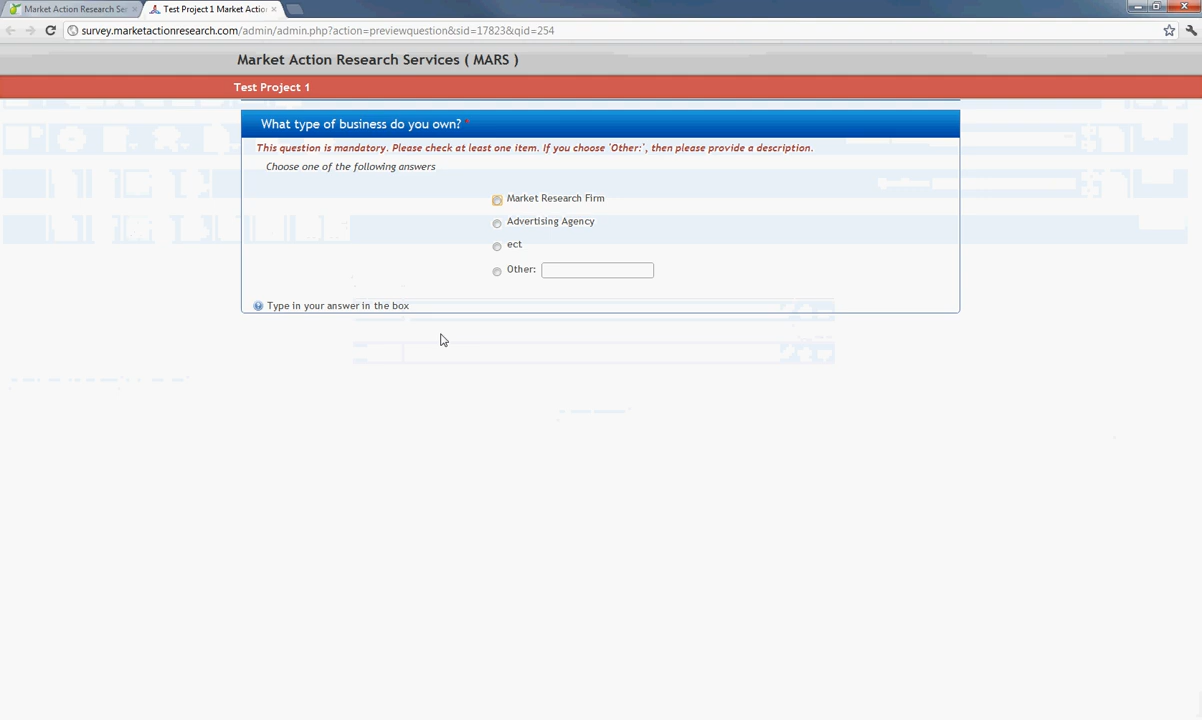 Market Action Research Ser
Test Project 1 Market Action
survey.marketactionresearch.com/admin/admin.php?action=previewquestion&sid=17823&qid=254
Market Action Research Services ( MARS )
Test Project 1
What type of business do you own? *
This question is mandatory. Please check at least one item. If you choose 'Other:', then please provide a description.
Choose one of the following answers
Market Research Firm
Advertising Agency
ect
Other:
Type in your answer in the box